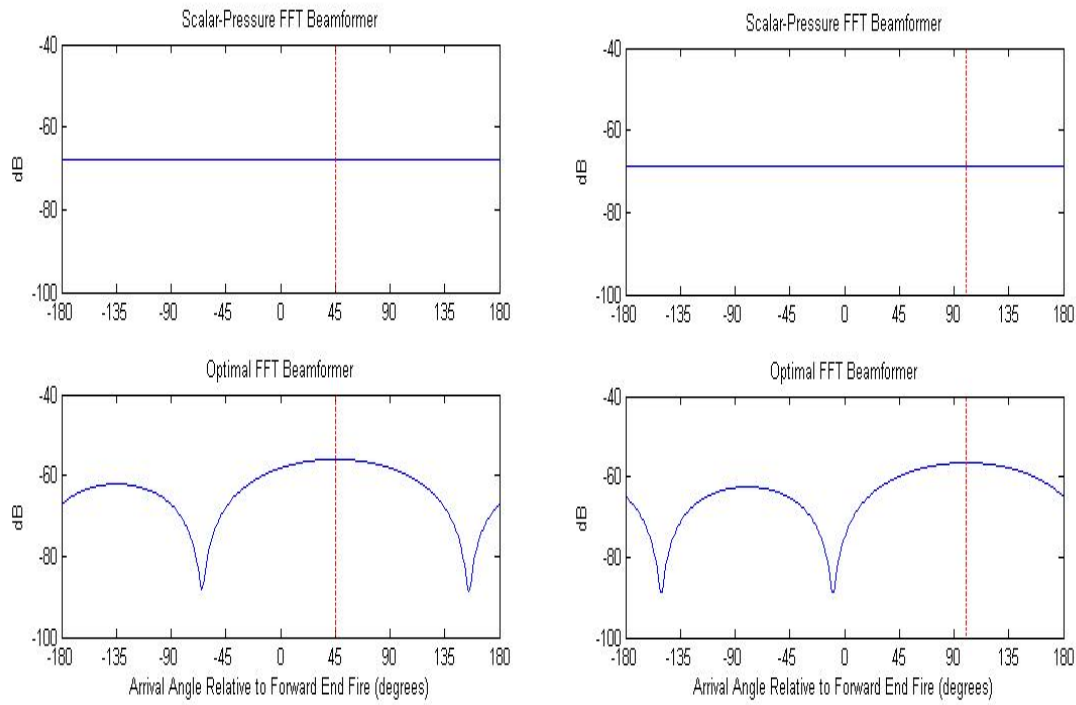 Scalar-Pressure FFT Beamformer
-40
-60
dB
-80
-100
-180 -135 -90 -45 0 45 90 135 180
Scalar-Pressure FFT Beamformer
-40
-60
dB
-80
-100
-180 -135 -90 -45 0 45 90 135 180
Optimal FFT Beamformer
-40
-60
dB
-80
-100
-180 -135 -90 -45 0 45 90 135 180
Arrival Angle Relative to Forward End Fire (degrees)
Optimal FFT Beamformer
-40
-60
dB
-80
-100
-180 -135 -90 -45 0 45 90 135 180
Arrival Angle Relative to Forward End Fire (degrees)